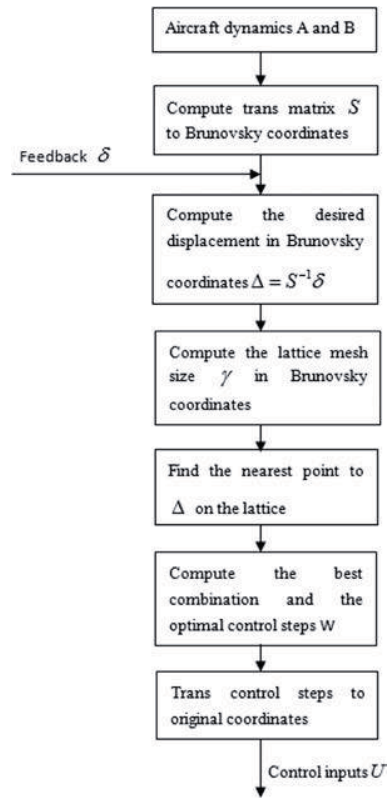 Aircraft dynamics A and B
Compute trans matrix S
to Brunovsky coordinates
Feedback δ
Compute the desired
displacement in Brunovsky
coordinates Δ = S⁻¹δ
Compute the lattice mesh
size γ in Brunovsky
coordinates
Find the nearest point to
Δ on the lattice
Compute the best
combination and the
optimal control steps W
Trans control steps to
original coordinates
Control inputs U